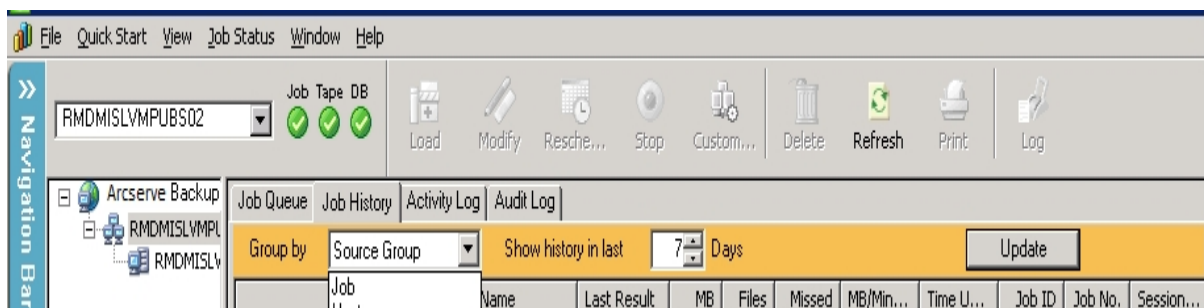 File Quick Start View Job Status Window Help
Job Tape DB
RMDMISLVMPUBS02
Load Modify Resche... Stop Custom... Delete Refresh Print Log
Navigation Bar
Arcserve Backup
RMDMISLVMPU
RMDMISLV
Job Queue Job History Activity Log Audit Log
Group by Source Group Show history in last 7 Days Update
Job
Name Last Result MB Files Missed MB/Min... Time U... Job ID Job No. Session...